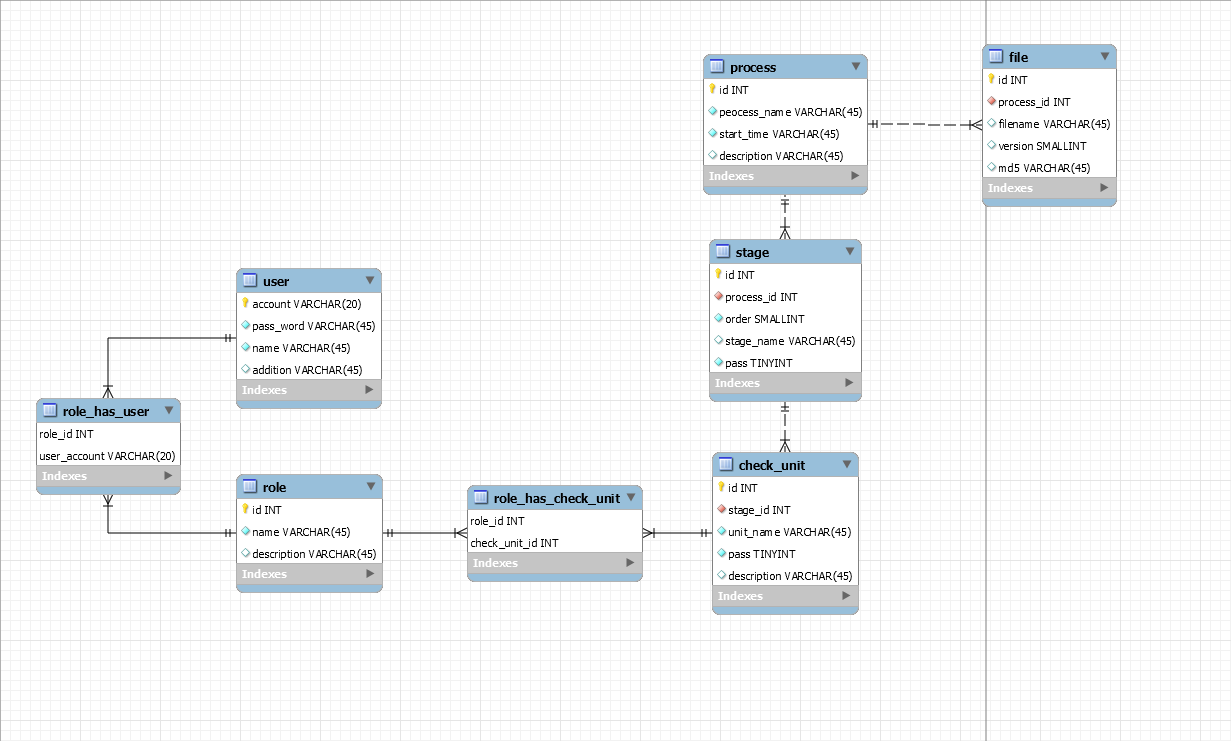 process
id INT
peocess_name VARCHAR(45)
start_time VARCHAR(45)
description VARCHAR(45)
Indexes
file
id INT
process_id INT
filename VARCHAR(45)
version SMALLINT
md5 VARCHAR(45)
Indexes
stage
id INT
process_id INT
order SMALLINT
stage_name VARCHAR(45)
pass TINYINT
Indexes
user
account VARCHAR(20)
pass_word VARCHAR(45)
name VARCHAR(45)
addition VARCHAR(45)
Indexes
role_has_user
role_id INT
user_account VARCHAR(20)
Indexes
role
id INT
name VARCHAR(45)
description VARCHAR(45)
Indexes
role_has_check_unit
role_id INT
check_unit_id INT
Indexes
check_unit
id INT
stage_id INT
unit_name VARCHAR(45)
pass TINYINT
description VARCHAR(45)
Indexes